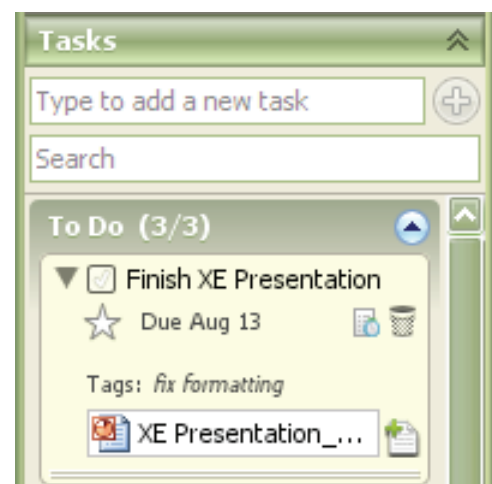 Tasks
Type to add a new task
Search
To Do (3/3)
Finish XE Presentation
Due Aug 13
Tags: fix formatting
XE Presentation_...